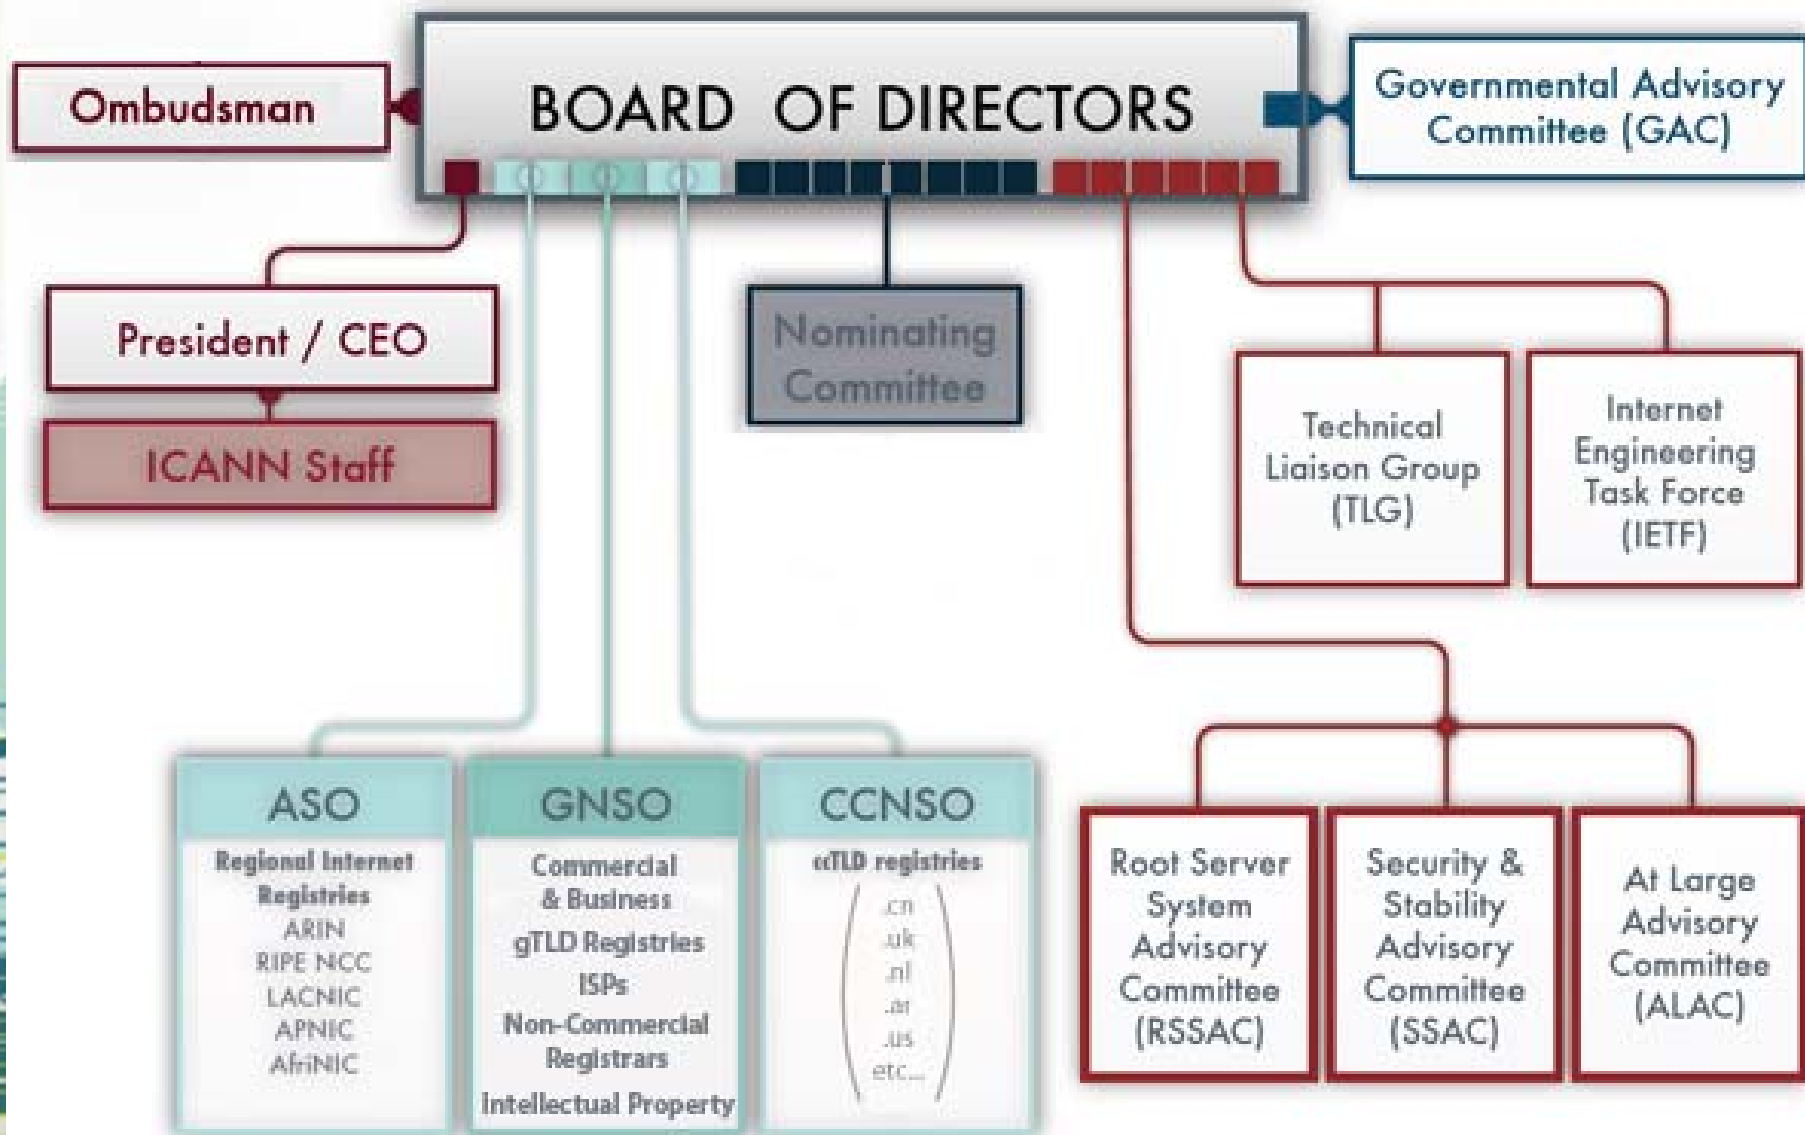 BOARD OF DIRECTORS
Ombudsman
Governmental Advisory
Committee (GAC)
President / CEO
ICANN Staff
Nominating
Committee
Technical
Liaison Group
(TLG)
Internet
Engineering
Task Force
(IETF)
ASO
Regional Internet
Registries
ARIN
RIPE NCC
LACNIC
APNIC
AfriNIC
GNSO
Commercial
& Business
gTLD Registries
ISPs
Non-Commercial
Registrars
Intellectual Property
CCNSO
ccTLD registries
.cn
.uk
.nl
.ar
.us
etc...
Root Server
System
Advisory
Committee
(RSSAC)
Security &
Stability
Advisory
Committee
(SSAC)
At Large
Advisory
Committee
(ALAC)